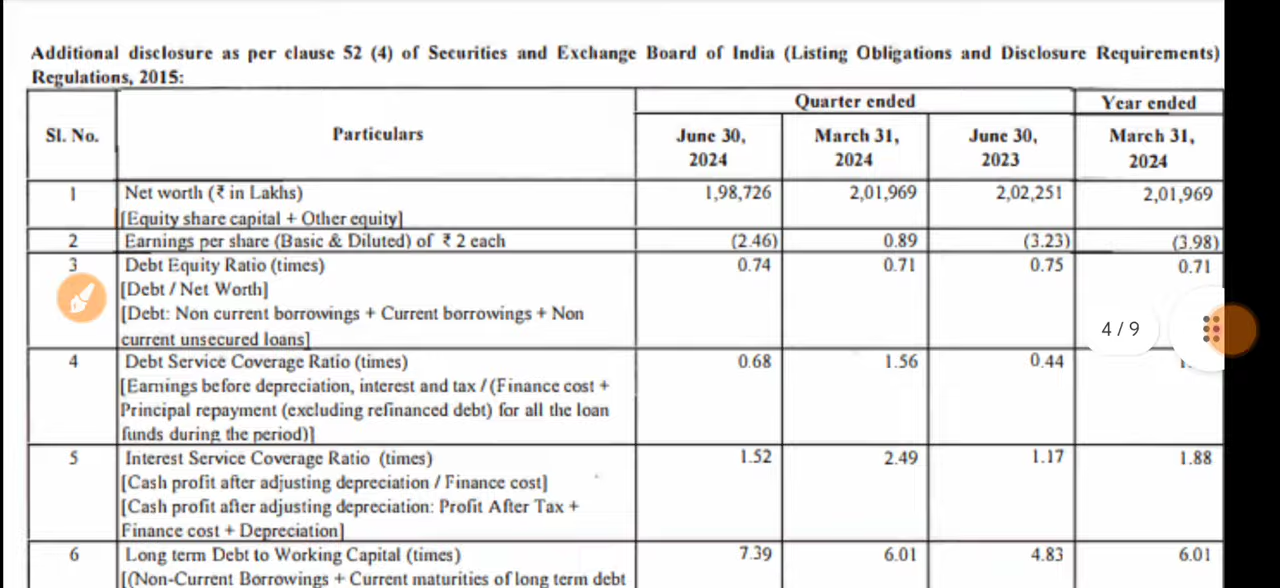 Additional disclosure as per clause 52 (4) of Securities and Exchange Board of India (Listing Obligations and Disclosure Requirements)
Regulations, 2015:
Sl. No. Particulars Quarter ended Year ended
June 30, 2024 March 31, 2024 June 30, 2023 March 31, 2024
1 Net worth (₹ in Lakhs) 1,98,726 2,01,969 2,02,251 2,01,969
[Equity share capital + Other equity]
2 Earnings per share (Basic & Diluted) of ₹ 2 each (2.46) 0.89 (3.23) (3.98)
3 Debt Equity Ratio (times) 0.74 0.71 0.75 0.71
[Debt / Net Worth]
[Debt: Non current borrowings + Current borrowings + Non
current unsecured loans]
4 / 9
4 Debt Service Coverage Ratio (times) 0.68 1.56 0.44
[Earnings before depreciation, interest and tax / (Finance cost +
Principal repayment (excluding refinanced debt) for all the loan
funds during the period)]
5 Interest Service Coverage Ratio (times) 1.52 2.49 1.17 1.88
[Cash profit after adjusting depreciation / Finance cost]
[Cash profit after adjusting depreciation: Profit After Tax +
Finance cost + Depreciation]
6 Long term Debt to Working Capital (times) 7.39 6.01 4.83 6.01
[(Non-Current Borrowings + Current maturities of long term debt